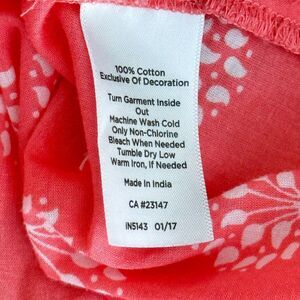 100% Cotton
Exclusive Of Decoration
Turn Garment Inside
Out
Machine Wash Cold
Only Non-Chlorine
Bleach When Needed
Tumble Dry Low
Warm Iron, If Needed
Made In India
CA #23147
IN5143 01/17